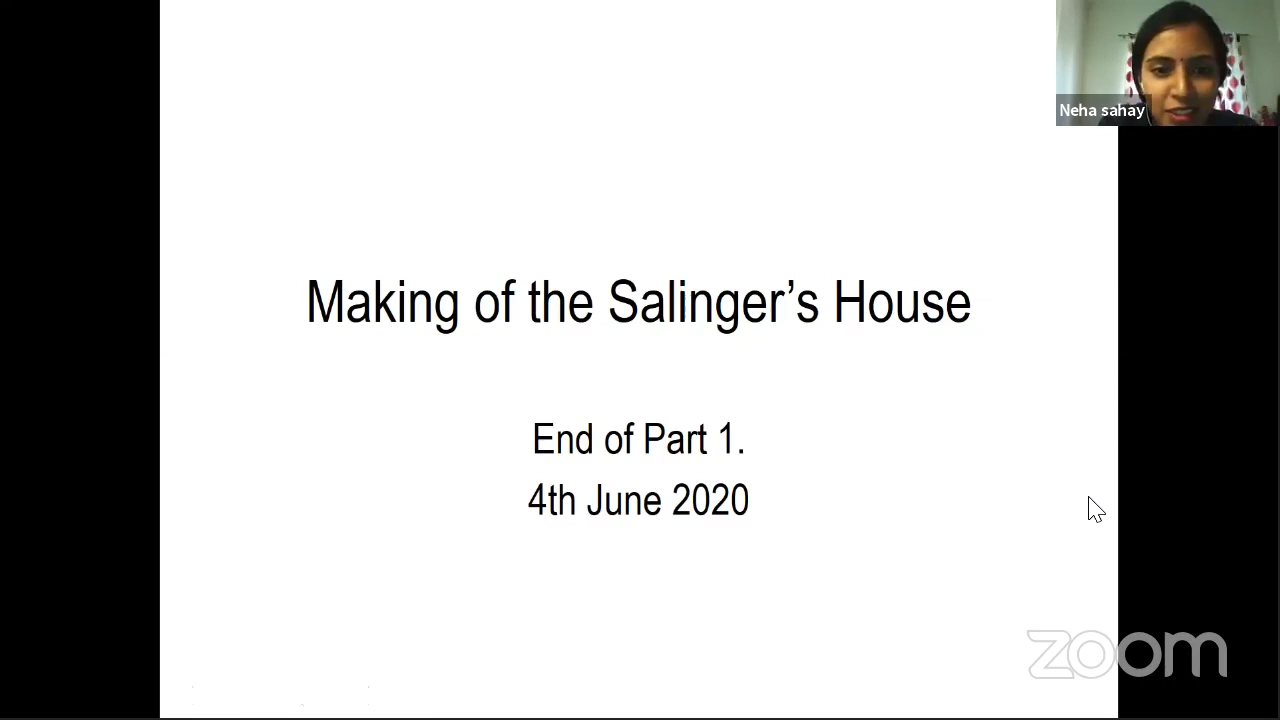 Neha sahay
Making of the Salinger’s House
End of Part 1.
4th June 2020
zoom